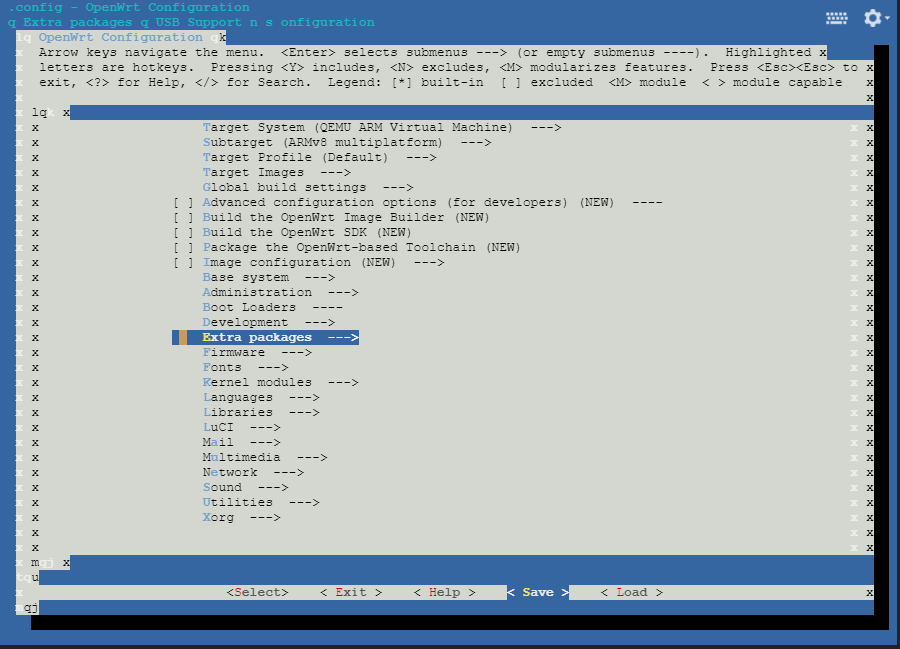 .config - OpenWrt Configuration
q Extra packages q USB Support n s onfiguration
lq OpenWrt Configuration qk
x Arrow keys navigate the menu. <Enter> selects submenus ---> (or empty submenus ----). Highlighted x
x letters are hotkeys. Pressing <Y> includes, <N> excludes, <M> modularizes features. Press <Esc><Esc> to x
x exit, <?> for Help, </> for Search. Legend: [*] built-in [ ] excluded <M> module < > module capable x
x x
x lqk x
x x Target System (QEMU ARM Virtual Machine) ---> x x
x x Subtarget (ARMv8 multiplatform) ---> x x
x x Target Profile (Default) ---> x x
x x Target Images ---> x x
x x Global build settings ---> x x
x x [ ] Advanced configuration options (for developers) (NEW) ---- x x
x x [ ] Build the OpenWrt Image Builder (NEW) x x
x x [ ] Build the OpenWrt SDK (NEW) x x
x x [ ] Package the OpenWrt-based Toolchain (NEW) x x
x x [ ] Image configuration (NEW) ---> x x
x x Base system ---> x x
x x Administration ---> x x
x x Boot Loaders ---- x x
x x Development ---> x x
x x Extra packages ---> x x
x x Firmware ---> x x
x x Fonts ---> x x
x x Kernel modules ---> x x
x x Languages ---> x x
x x Libraries ---> x x
x x LuCI ---> x x
x x Mail ---> x x
x x Multimedia ---> x x
x x Network ---> x x
x x Sound ---> x x
x x Utilities ---> x x
x x Xorg ---> x x
x x x x
x x x x
x mqj x
tqu
x <Select> < Exit > < Help > < Save > < Load > x
mqj